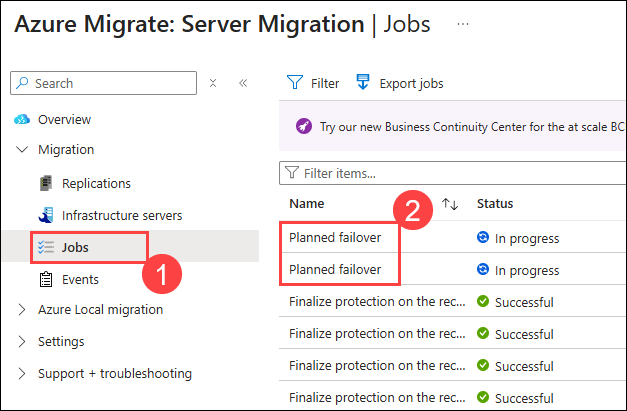 Azure Migrate: Server Migration | Jobs ...
Search
Filter Export jobs
Overview
Try our new Business Continuity Center for the at scale BC
Migration
Filter items...
Replications
Name Status
2
Infrastructure servers
Planned failover In progress
Jobs
1
Planned failover In progress
Events
Finalize protection on the rec... Successful
Azure Local migration
Finalize protection on the rec... Successful
Settings
Finalize protection on the rec... Successful
Support + troubleshooting
Finalize protection on the rec... Successful